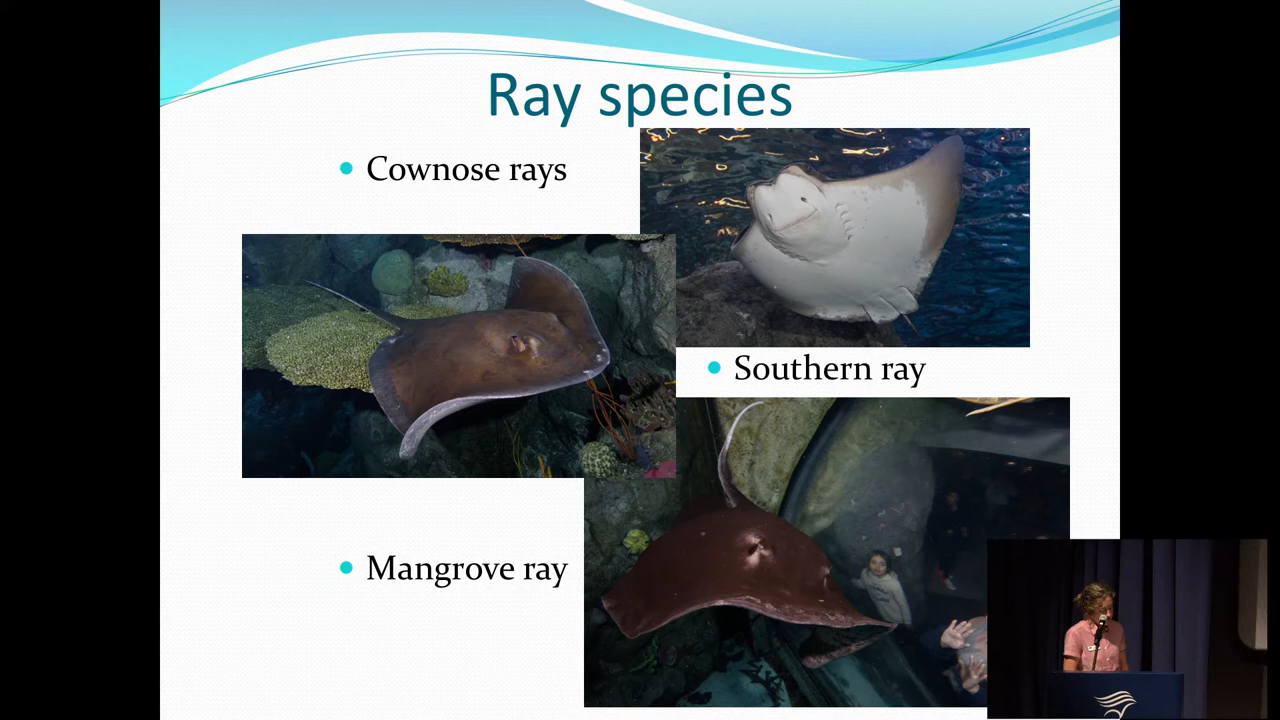 Ray species
Cownose rays
Southern ray
Mangrove ray